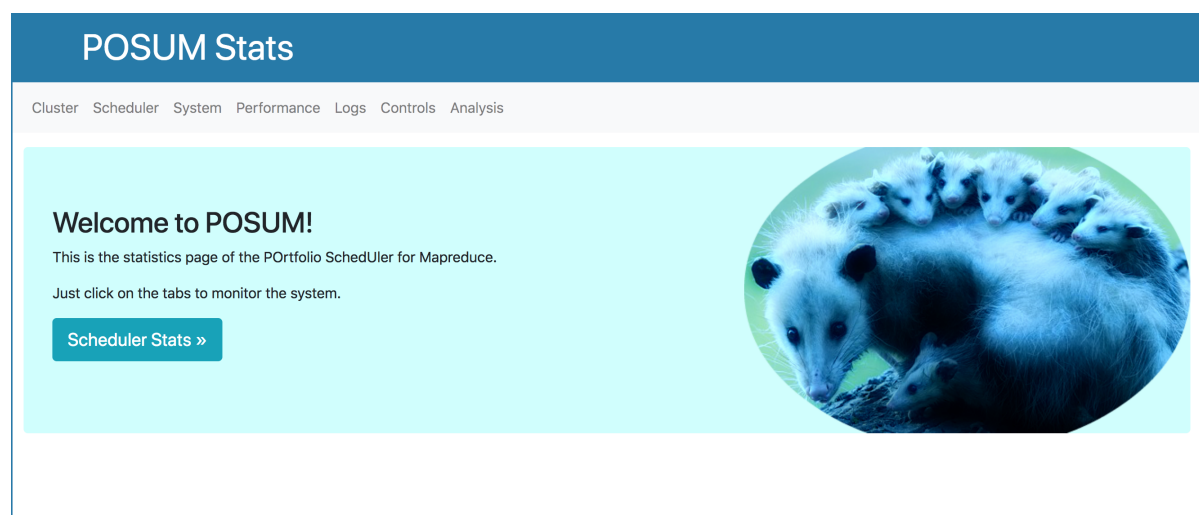 POSUM Stats
Cluster Scheduler System Performance Logs Controls Analysis
Welcome to POSUM!
This is the statistics page of the POrtfolio SchedUler for Mapreduce.
Just click on the tabs to monitor the system.
Scheduler Stats »